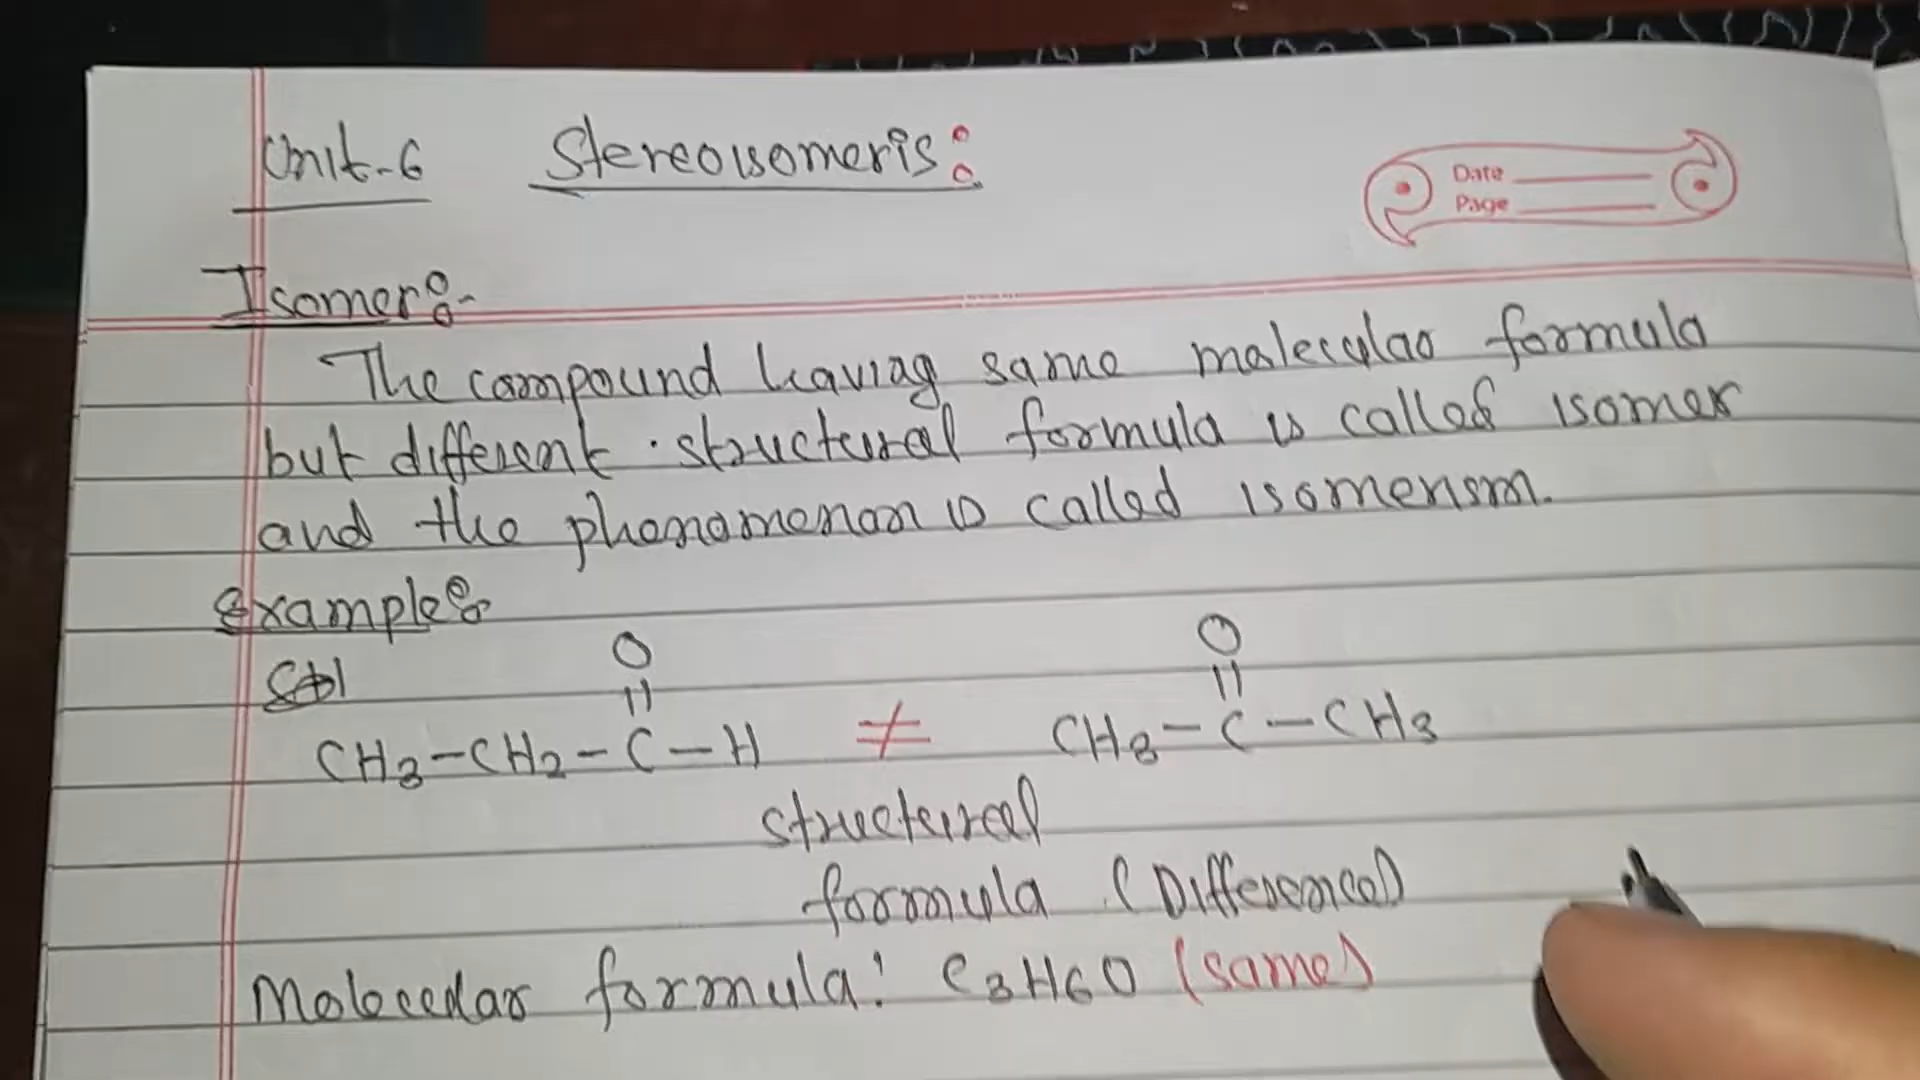 Unit-6 Stereoisomeris:
Date
Page
Isomer:-
The compound having same molecular formula
but different structural formula is called isomer
and the phenomenon is called isomerism.
Example:
O O
|| ||
CH3-CH2-C-H ≠ CH3-C-CH3
structural
formula (Difference)
Molecular formula: C3H6O (same)